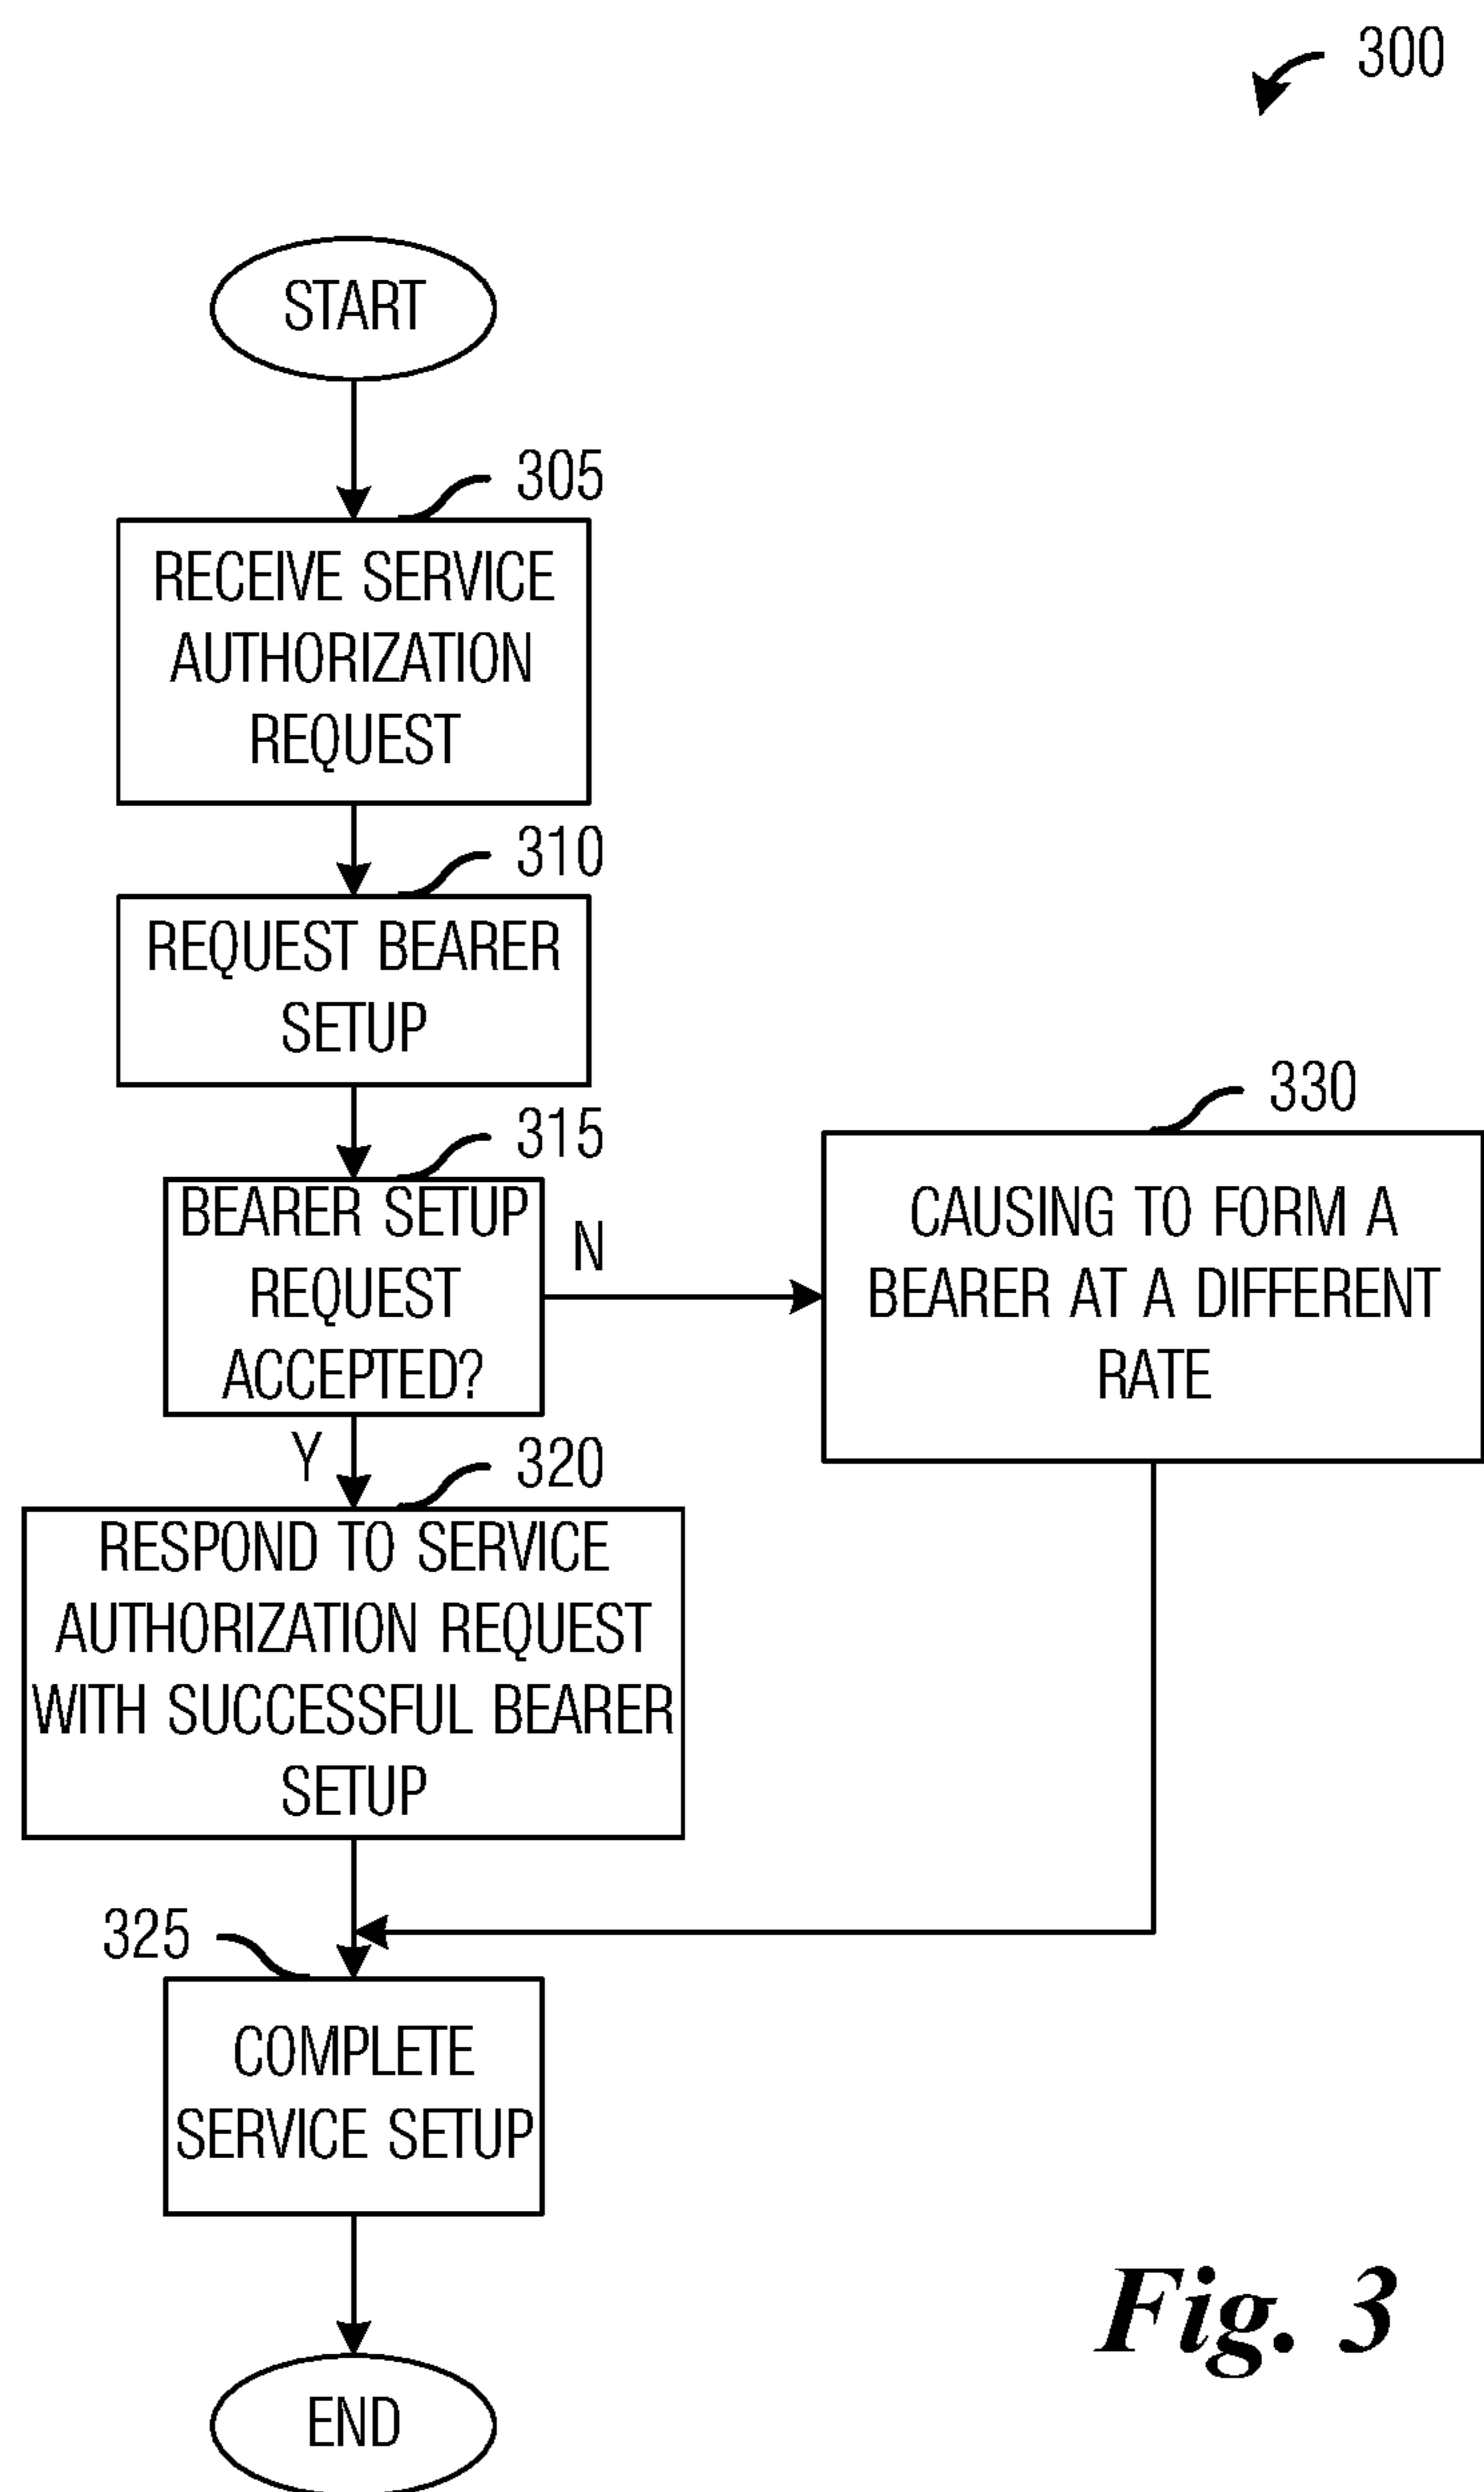 300
START
305
RECEIVE SERVICE
AUTHORIZATION
REQUEST
310
REQUEST BEARER
SETUP
315
BEARER SETUP
REQUEST
ACCEPTED?
N
330
CAUSING TO FORM A
BEARER AT A DIFFERENT
RATE
Y
320
RESPOND TO SERVICE
AUTHORIZATION REQUEST
WITH SUCCESSFUL BEARER
SETUP
325
COMPLETE
SERVICE SETUP
END
Fig. 3